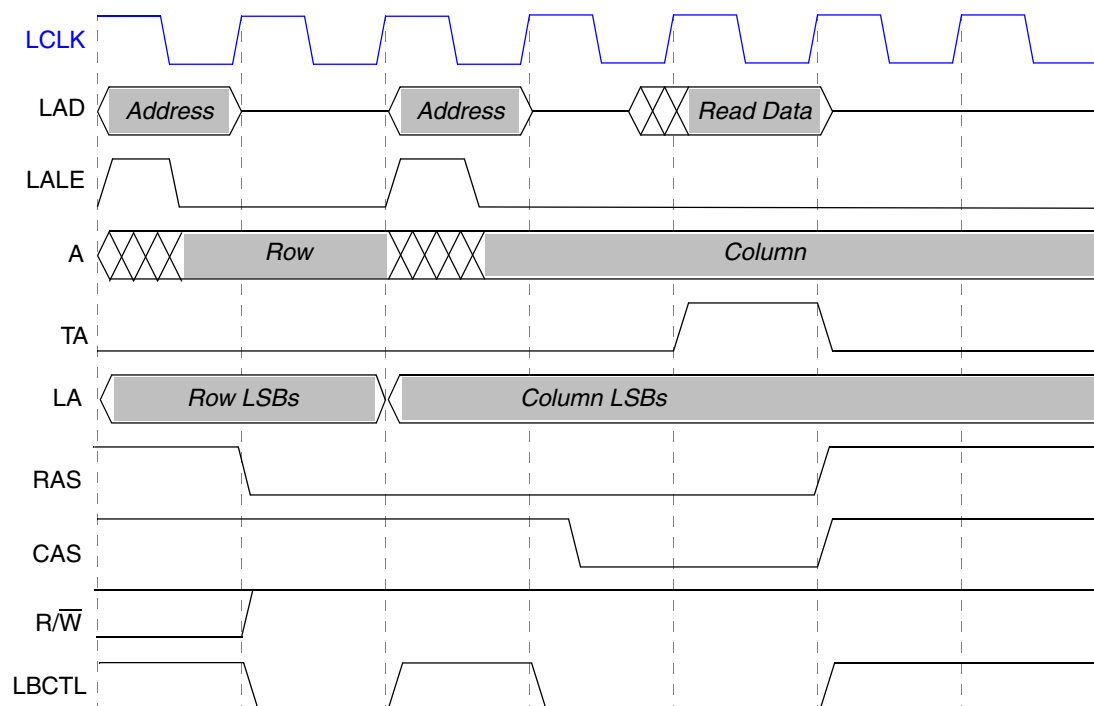 LCLK
LAD Address Address Read Data
LALE
A Row Column
TA
LA Row LSBs Column LSBs
RAS
CAS
R/W̅
LBCTL